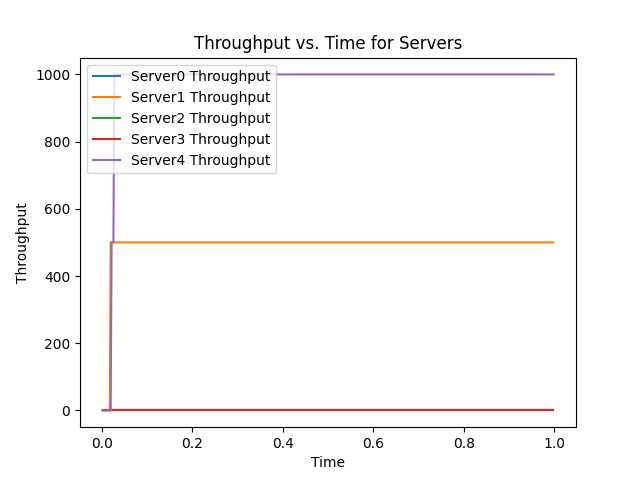 Throughput vs. Time for Servers
Server0 Throughput
Server1 Throughput
Server2 Throughput
Server3 Throughput
Server4 Throughput
Throughput
1000
800
600
400
200
0
0.0 0.2 0.4 0.6 0.8 1.0
Time